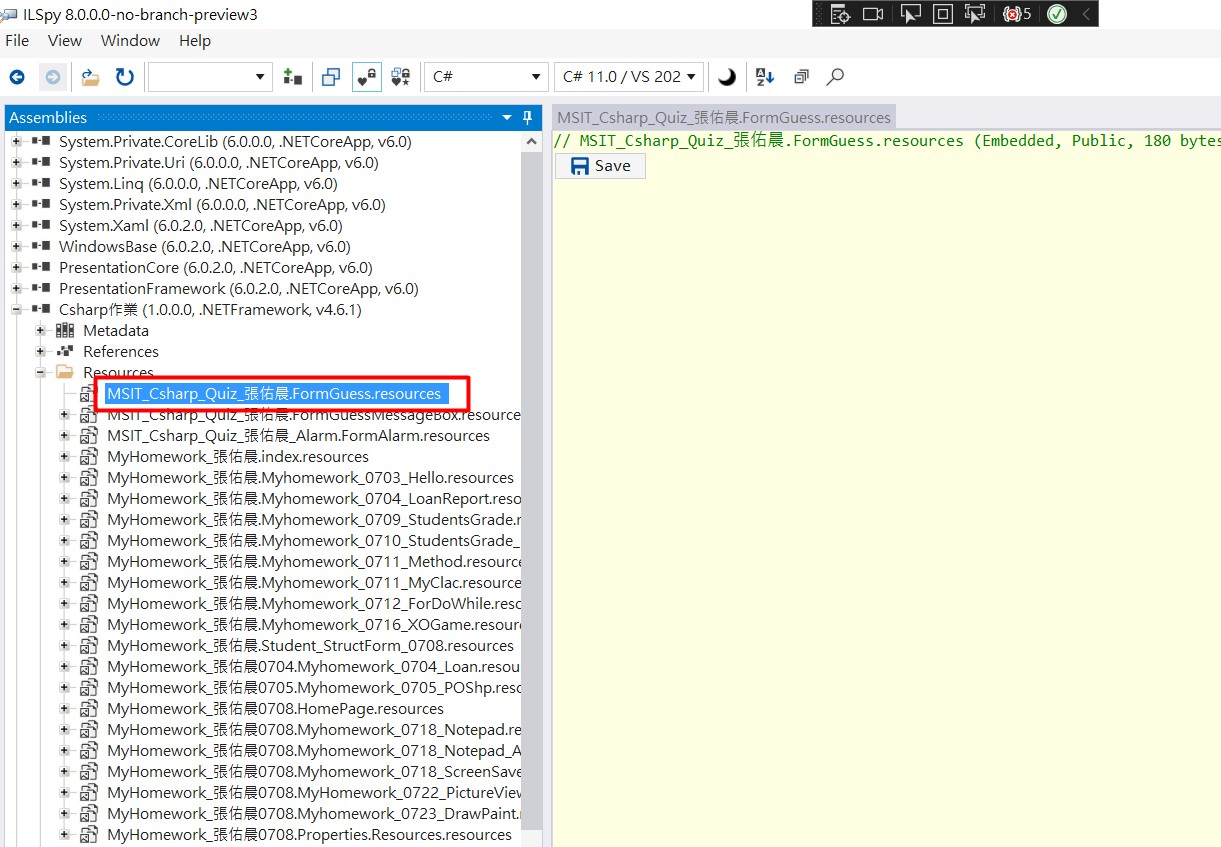 ILSpy 8.0.0.0-no-branch-preview3
5
File View Window Help
C# C# 11.0 / VS 202
Assemblies
MSIT_Csharp_Quiz_張佑晨.FormGuess.resources
System.Private.CoreLib (6.0.0.0, .NETCoreApp, v6.0)
// MSIT_Csharp_Quiz_張佑晨.FormGuess.resources (Embedded, Public, 180 bytes
System.Private.Uri (6.0.0.0, .NETCoreApp, v6.0)
Save
System.Linq (6.0.0.0, .NETCoreApp, v6.0)
System.Private.Xml (6.0.0.0, .NETCoreApp, v6.0)
System.Xaml (6.0.2.0, .NETCoreApp, v6.0)
WindowsBase (6.0.2.0, .NETCoreApp, v6.0)
PresentationCore (6.0.2.0, .NETCoreApp, v6.0)
PresentationFramework (6.0.2.0, .NETCoreApp, v6.0)
Csharp作業 (1.0.0.0, .NETFramework, v4.6.1)
Metadata
References
Resources
MSIT_Csharp_Quiz_張佑晨.FormGuess.resources
MSIT_Csharp_Quiz_張佑晨.FormGuessMessageBox.resource
MSIT_Csharp_Quiz_張佑晨_Alarm.FormAlarm.resources
MyHomework_張佑晨.index.resources
MyHomework_張佑晨.Myhomework_0703_Hello.resources
MyHomework_張佑晨.Myhomework_0704_LoanReport.reso
MyHomework_張佑晨.Myhomework_0709_StudentsGrade.r
MyHomework_張佑晨.Myhomework_0710_StudentsGrade_
MyHomework_張佑晨.Myhomework_0711_Method.resource
MyHomework_張佑晨.Myhomework_0711_MyClac.resource
MyHomework_張佑晨.Myhomework_0712_ForDoWhile.resc
MyHomework_張佑晨.Myhomework_0716_XOGame.resour
MyHomework_張佑晨.Student_StructForm_0708.resources
MyHomework_張佑晨0704.Myhomework_0704_Loan.resou
MyHomework_張佑晨0705.Myhomework_0705_POShp.resc
MyHomework_張佑晨0708.HomePage.resources
MyHomework_張佑晨0708.Myhomework_0718_Notepad.re
MyHomework_張佑晨0708.Myhomework_0718_Notepad_A
MyHomework_張佑晨0708.Myhomework_0718_ScreenSave
MyHomework_張佑晨0708.MyHomework_0722_PictureView
MyHomework_張佑晨0708.Myhomework_0723_DrawPaint.
MyHomework_張佑晨0708.Properties.Resources.resources